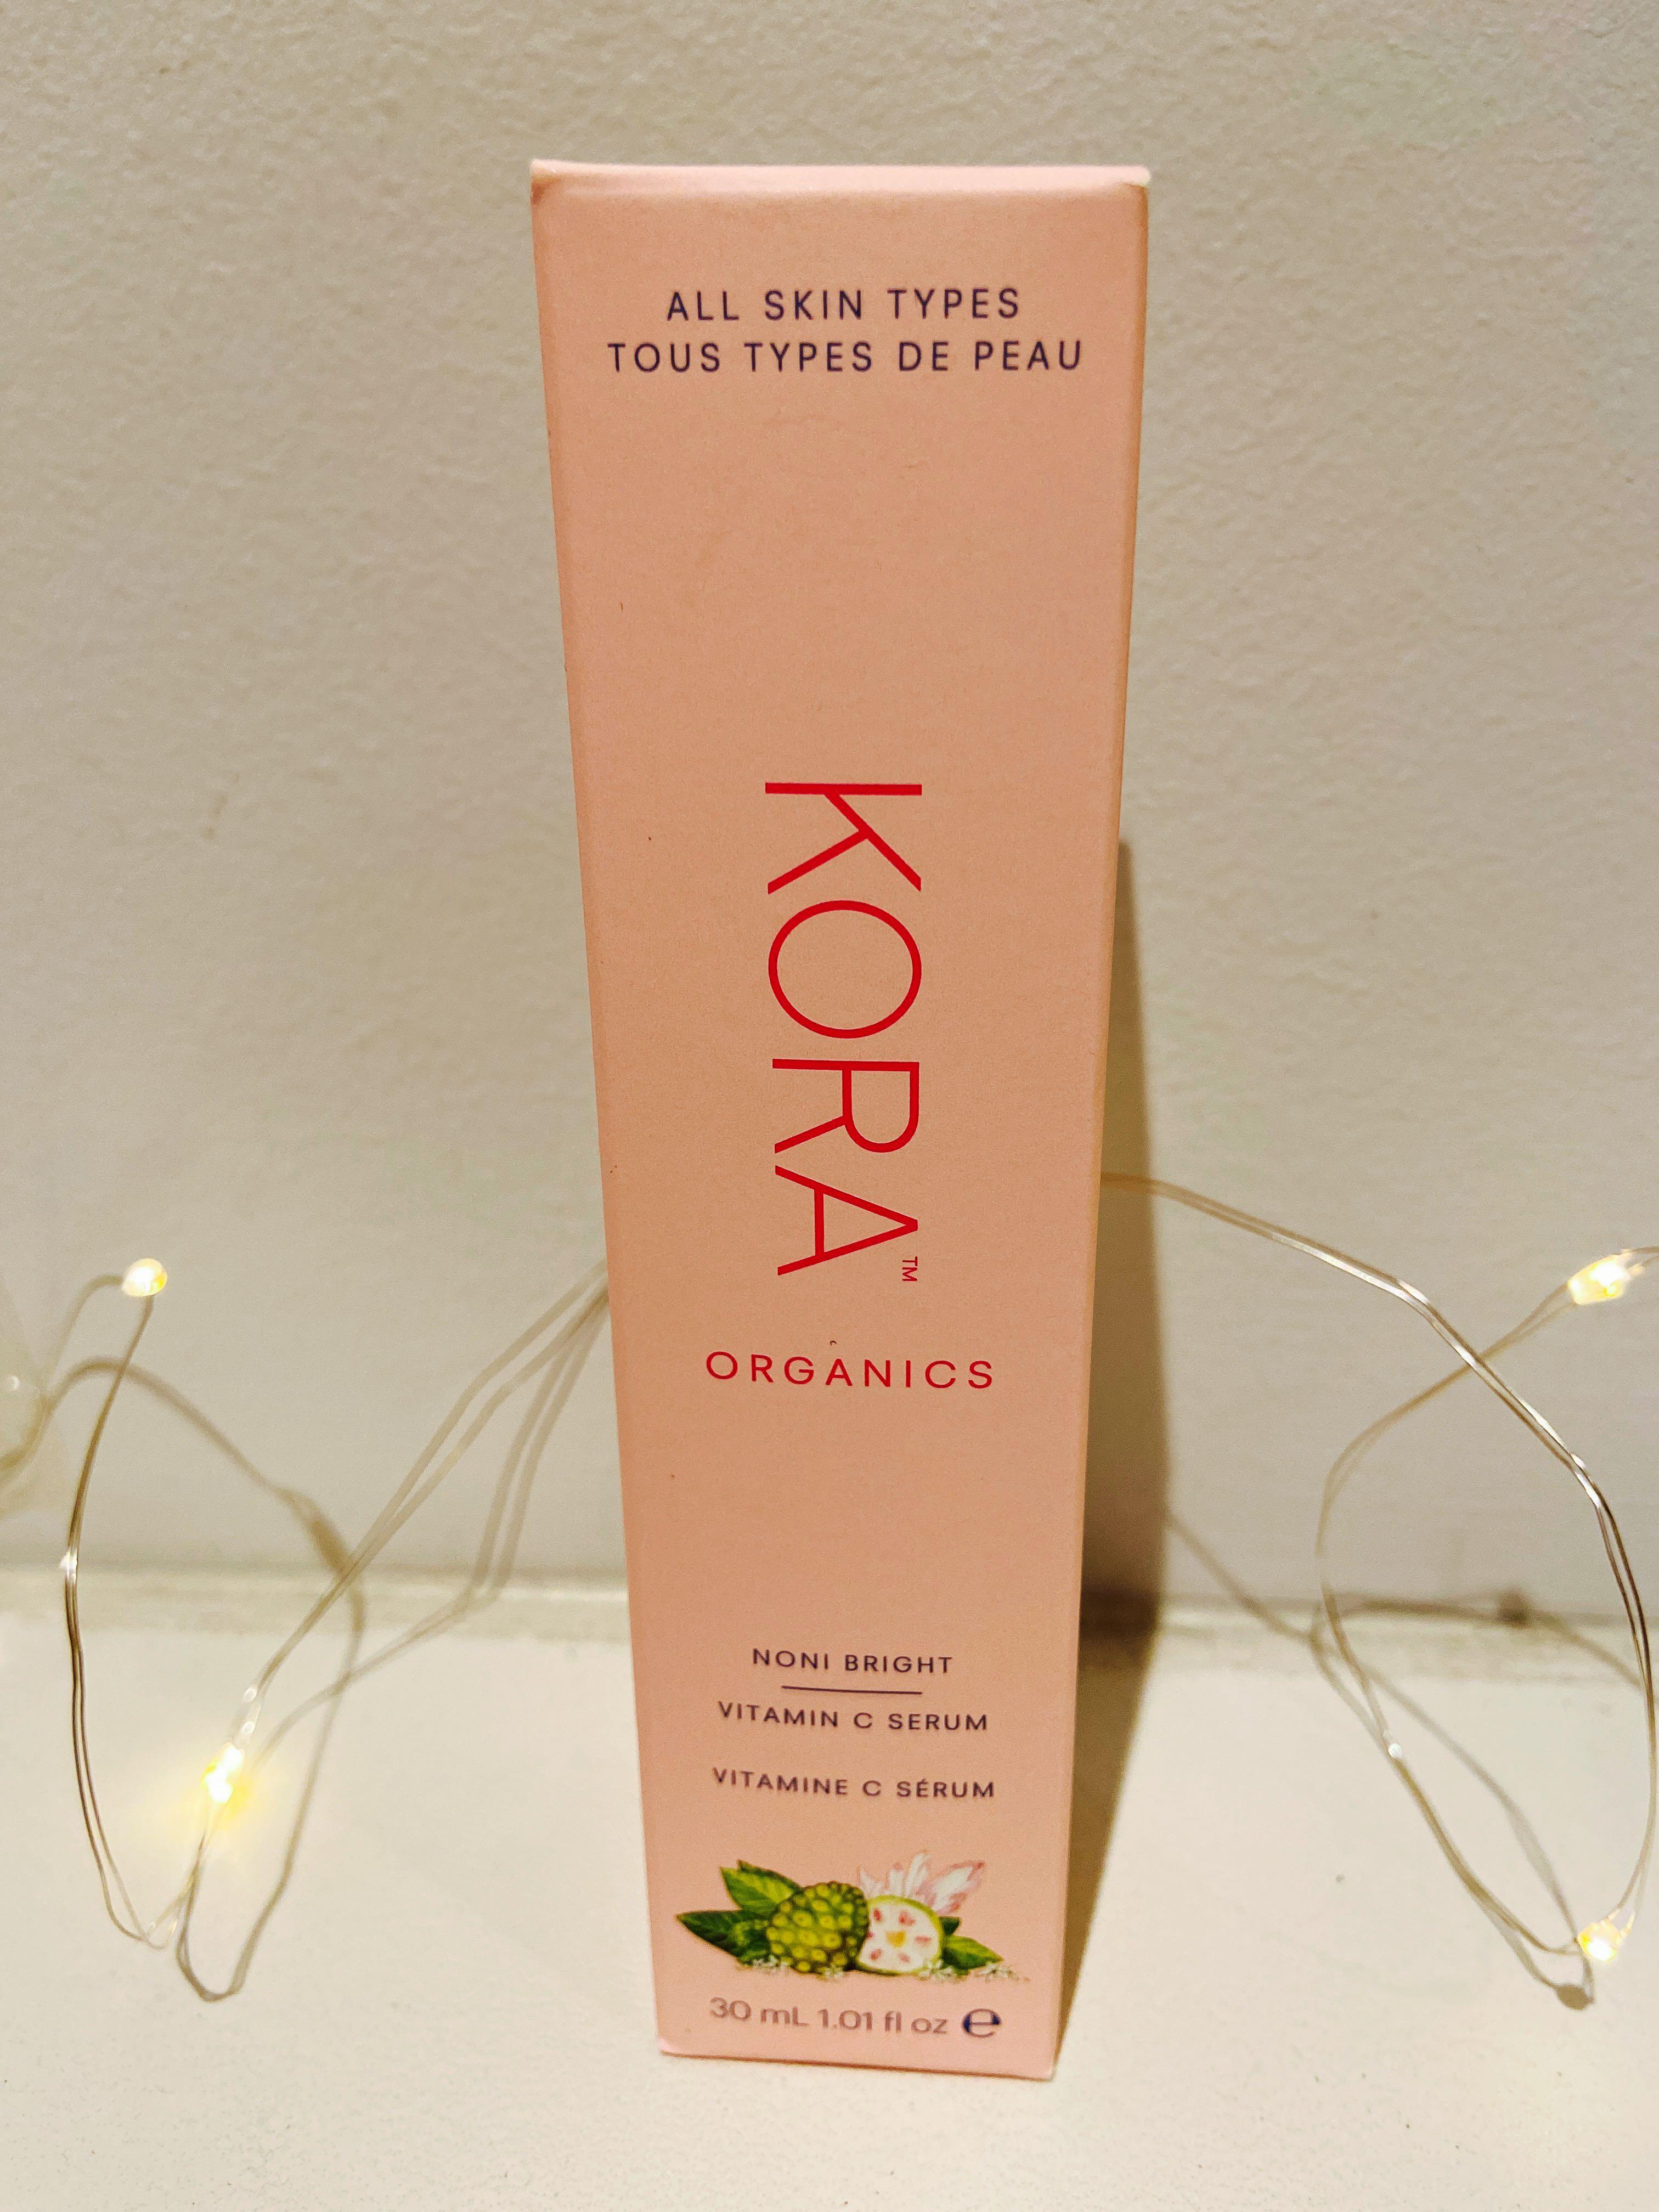 ALL SKIN TYPES
TOUS TYPES DE PEAU
KORA™
ORGANICS
NONI BRIGHT
VITAMIN C SERUM
VITAMINE C SÉRUM
30 mL 1.01 fl oz ℮